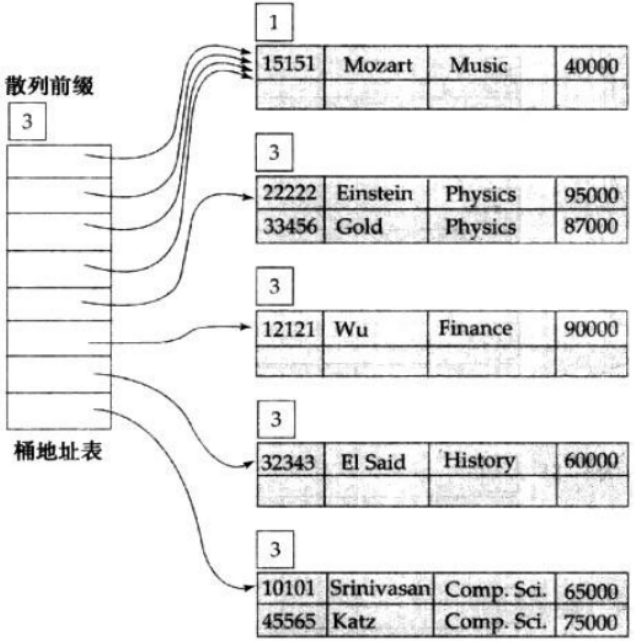 1
15151 Mozart Music 40000
散列前缀
3
3
22222 Einstein Physics 95000
33456 Gold Physics 87000
3
12121 Wu Finance 90000
桶地址表
3
32343 El Said History 60000
3
10101 Srinivasan Comp. Sci. 65000
45565 Katz Comp. Sci. 75000